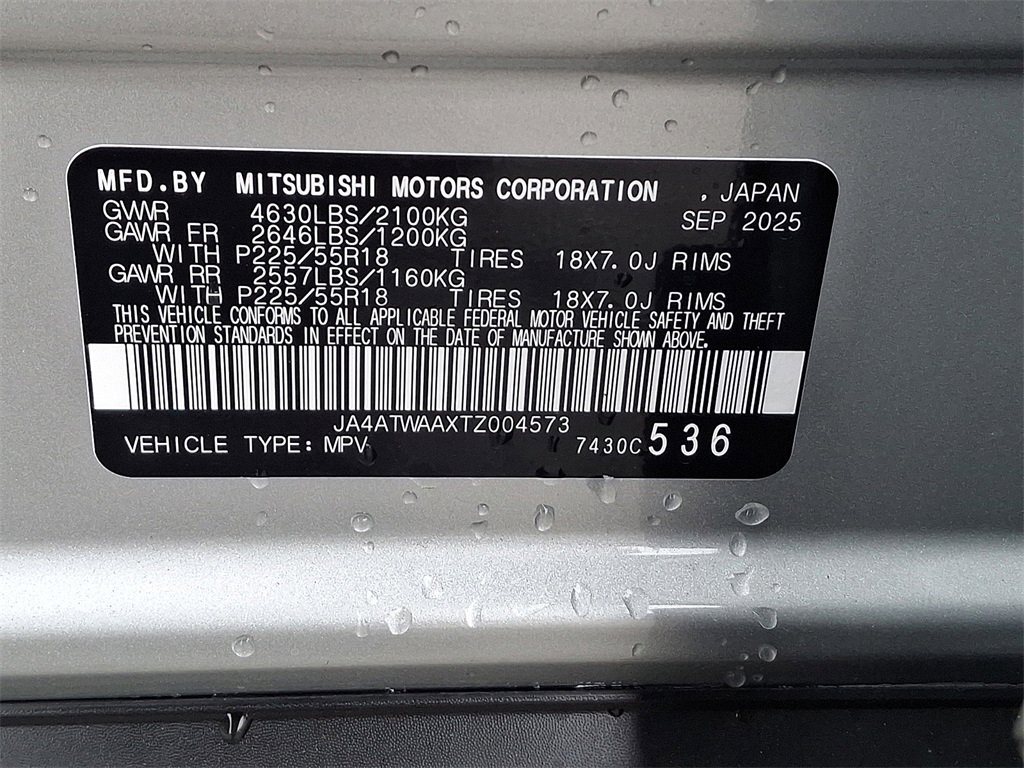 MFD.BY MITSUBISHI MOTORS CORPORATION , JAPAN
GVWR 4630LBS/2100KG SEP 2025
GAWR FR 2646LBS/1200KG
WITH P225/55R18 TIRES 18X7.0J RIMS
GAWR RR 2557LBS/1160KG
WITH P225/55R18 TIRES 18X7.0J RIMS
THIS VEHICLE CONFORMS TO ALL APPLICABLE FEDERAL MOTOR VEHICLE SAFETY AND THEFT
PREVENTION STANDARDS IN EFFECT ON THE DATE OF MANUFACTURE SHOWN ABOVE.
JA4ATWAAXTZ004573
VEHICLE TYPE: MPV 7430C 536